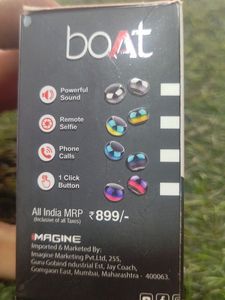 boAt
Powerful
Sound
Remote
Selfie
Phone
Calls
1 Click
Button
All India MRP ₹899/-
(Inclusive of all Taxes)
IMAGINE
Imported & Marketed By:
Imagine Marketing Pvt.Ltd, 255,
Guru Gobind Industrial Est, Jay Coach,
Goregaon East, Mumbai, Maharashtra - 400063.